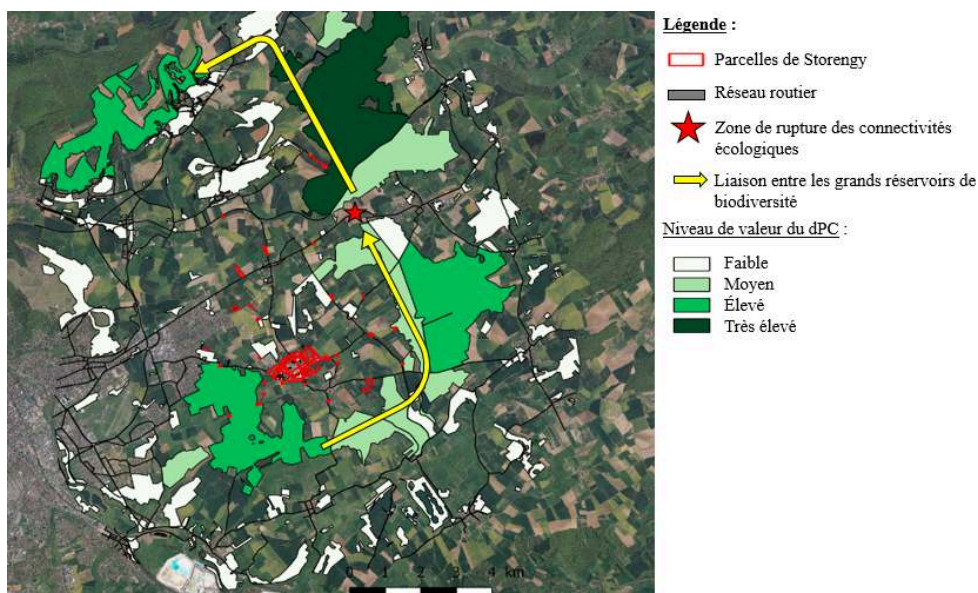 Légende :
Parcelles de Storengy
Réseau routier
Zone de rupture des connectivités
écologiques
Liaison entre les grands réservoirs de
biodiversité
Niveau de valeur du dPC :
Faible
Moyen
Élevé
Très élevé
0 1 2 3 4 km